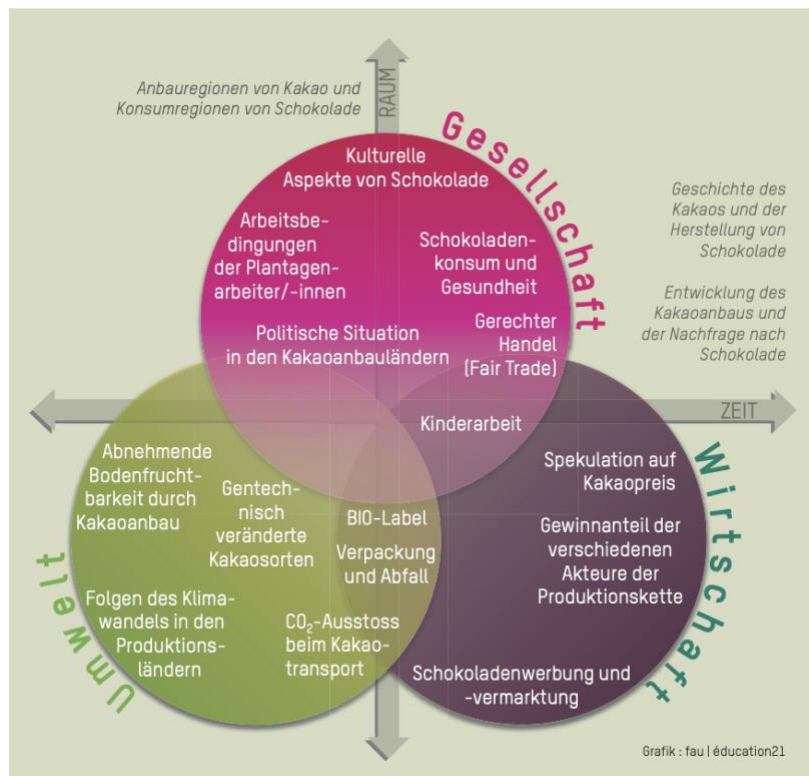 Anbauregionen von Kakao und
Konsumregionen von Schokolade
RAUM
Gesellschaft
Kulturelle
Aspekte von Schokolade
Arbeitsbe-
dingungen
der Plantagen-
arbeiter/-innen
Schokoladen-
konsum und
Gesundheit
Politische Situation
in den Kakaoanbauländern
Gerechter
Handel
(Fair Trade)
Geschichte des
Kakaos und der
Herstellung von
Schokolade
Entwicklung des
Kakaoanbaus und
der Nachfrage nach
Schokolade
ZEIT
Kinderarbeit
Umwelt
Abnehmende
Bodenfrucht-
barkeit durch
Kakaoanbau
Gentech-
nisch
veränderte
Kakaosorten
Folgen des Klima-
wandels in den
Produktions-
ländern
CO₂-Ausstoss
beim Kakao-
transport
BIO-Label
Verpackung
und Abfall
Wirtschaft
Spekulation auf
Kakaopreis
Gewinnanteil der
verschiedenen
Akteure der
Produktionskette
Schokoladenwerbung und
-vermarktung
Grafik : fau | éducation21